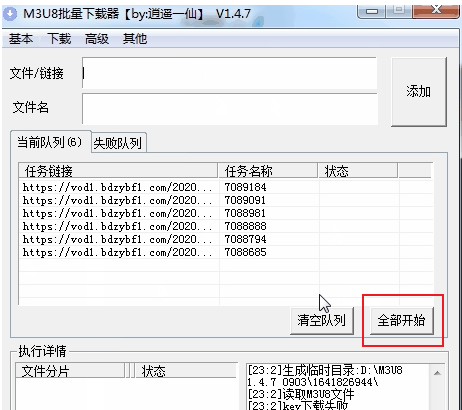 M3U8批量下载器【by:逍遥一仙】 V1.4.7
基本 下载 高级 其他
文件/链接
添加
文件名
当前队列(6) 失败队列
任务链接 任务名称 状态
https://vod1.bdzybf1.com/2020... 7089184
https://vod1.bdzybf1.com/2020... 7089091
https://vod1.bdzybf1.com/2020... 7088981
https://vod1.bdzybf1.com/2020... 7088888
https://vod1.bdzybf1.com/2020... 7088794
https://vod1.bdzybf1.com/2020... 7088685
清空队列 全部开始
执行详情
文件分片 状态
[23:2]生成临时目录:D:\M3U8
1.4.7 0903\1641826944\
[23:2]读取M3U8文件
[23:2]key下载失败